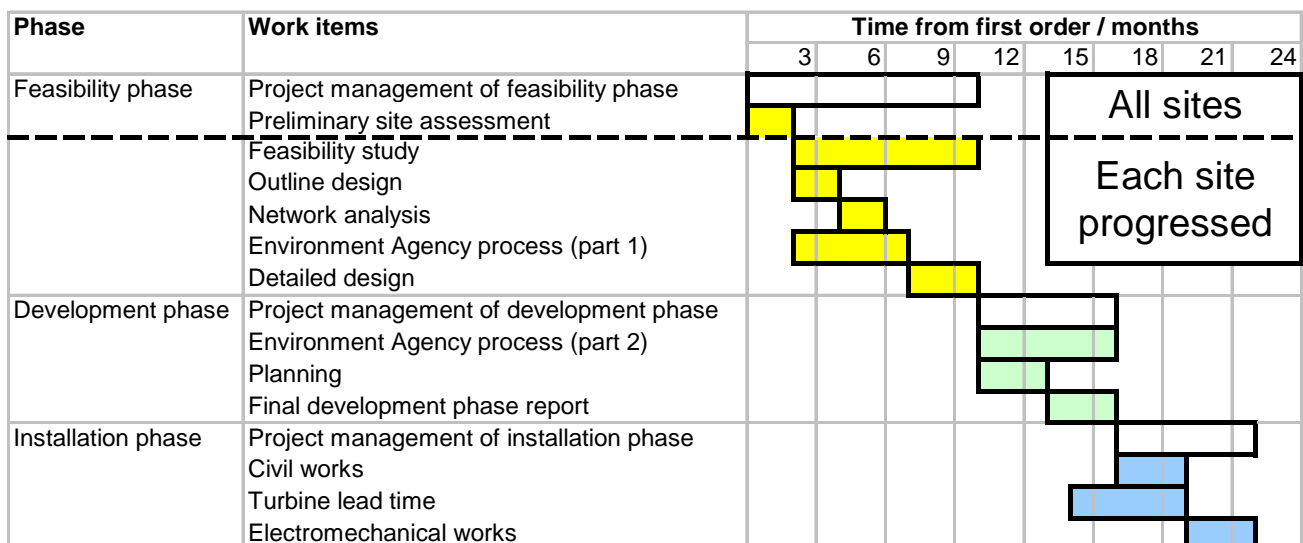 Phase Work items Time from first order / months
3 6 9 12 15 18 21 24
Feasibility phase Project management of feasibility phase
Preliminary site assessment
All sites
Feasibility study
Outline design
Each site
Network analysis
progressed
Environment Agency process (part 1)
Detailed design
Development phase Project management of development phase
Environment Agency process (part 2)
Planning
Final development phase report
Installation phase Project management of installation phase
Civil works
Turbine lead time
Electromechanical works